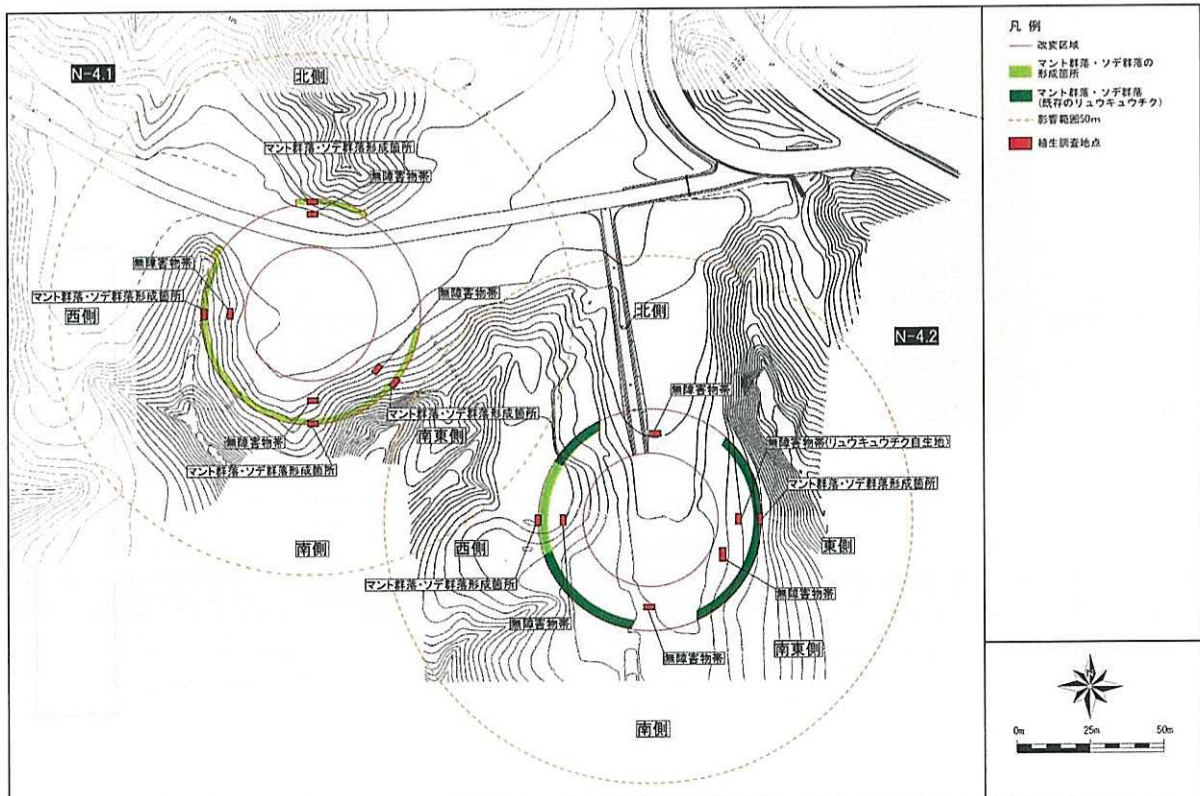 N-4.1
北側
マント群落・ソデ群落形成箇所
無障害物帯
無障害物帯
マント群落・ソデ群落形成箇所
西側
無障害物帯
マント群落・ソデ群落形成箇所
南東側
無障害物帯
マント群落・ソデ群落形成箇所
南側
北側
N-4.2
無障害物帯
無障害物帯(リュウキュウチク自生地)
マント群落・ソデ群落形成箇所
西側
東側
マント群落・ソデ群落形成箇所
無障害物帯
無障害物帯
無障害物帯
南東側
南側
凡 例
改変区域
マント群落・ソデ群落の
形成箇所
マント群落・ソデ群落
(既存のリュウキュウチク)
影響範囲50m
植生調査地点
N
0m 25m 50m